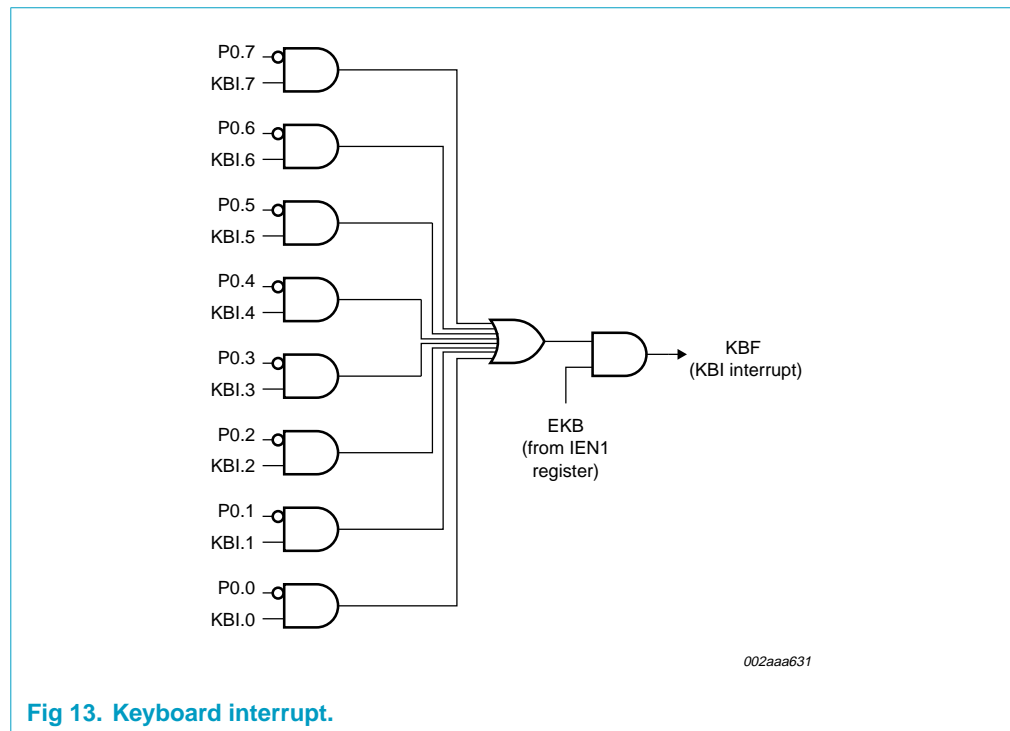 P0.7
KBI.7
P0.6
KBI.6
P0.5
KBI.5
P0.4
KBI.4
P0.3
KBI.3
P0.2
KBI.2
P0.1
KBI.1
P0.0
KBI.0
EKB
(from IEN1
register)
KBF
(KBI interrupt)
002aaa631
Fig 13. Keyboard interrupt.